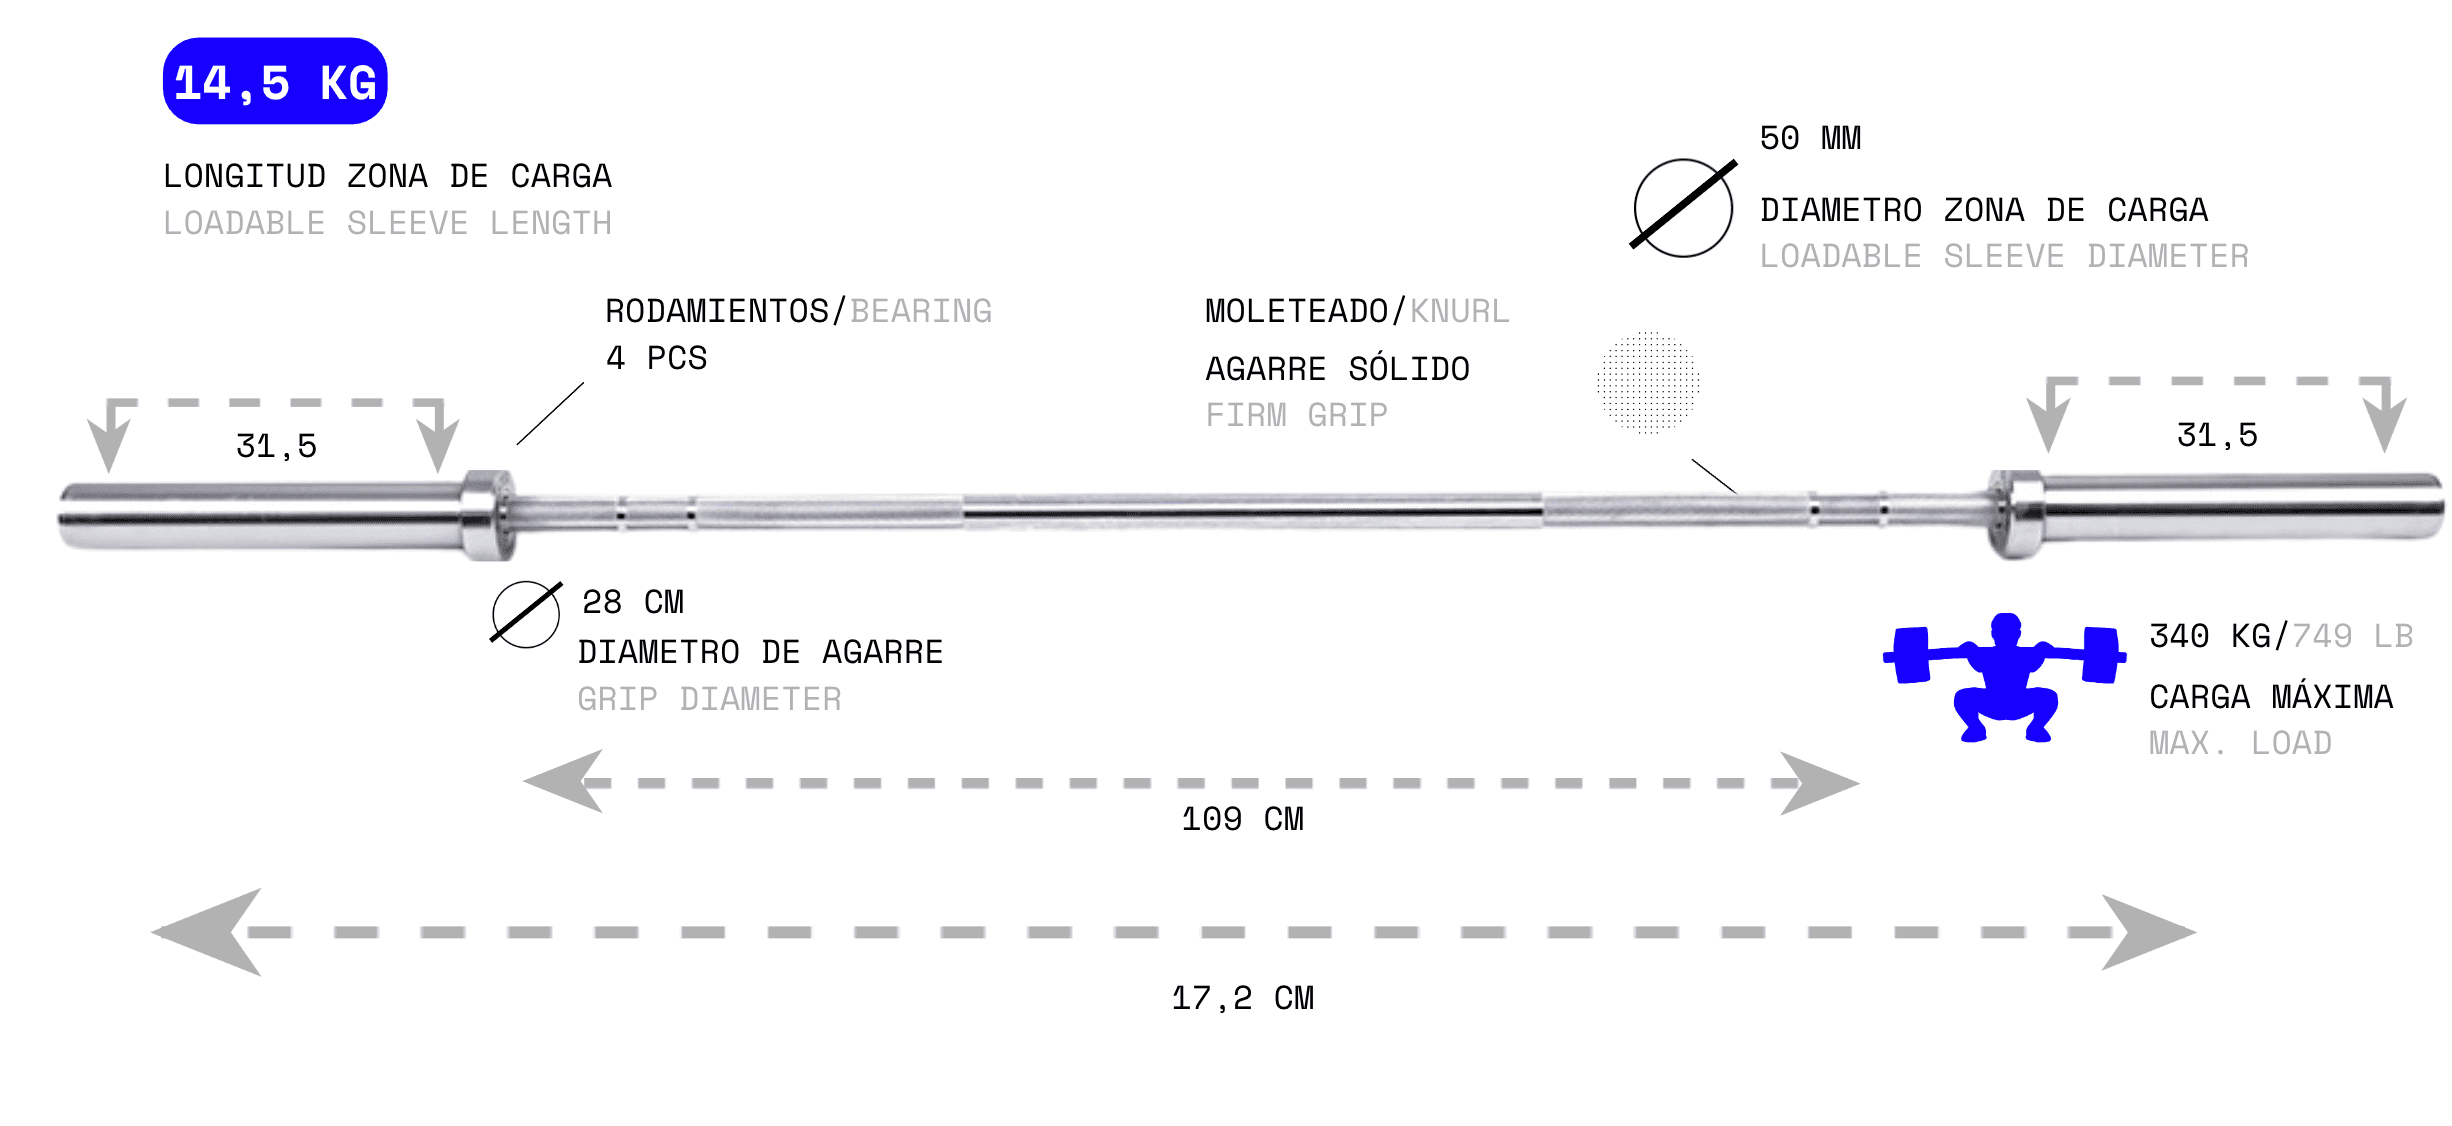 14,5 KG
LONGITUD ZONA DE CARGA
LOADABLE SLEEVE LENGTH
50 MM
DIAMETRO ZONA DE CARGA
LOADABLE SLEEVE DIAMETER
RODAMIENTOS/BEARING
4 PCS
MOLETEADO/KNURL
AGARRE SÓLIDO
FIRM GRIP
31,5
31,5
28 CM
DIAMETRO DE AGARRE
GRIP DIAMETER
340 KG/749 LB
CARGA MÁXIMA
MAX. LOAD
109 CM
17,2 CM